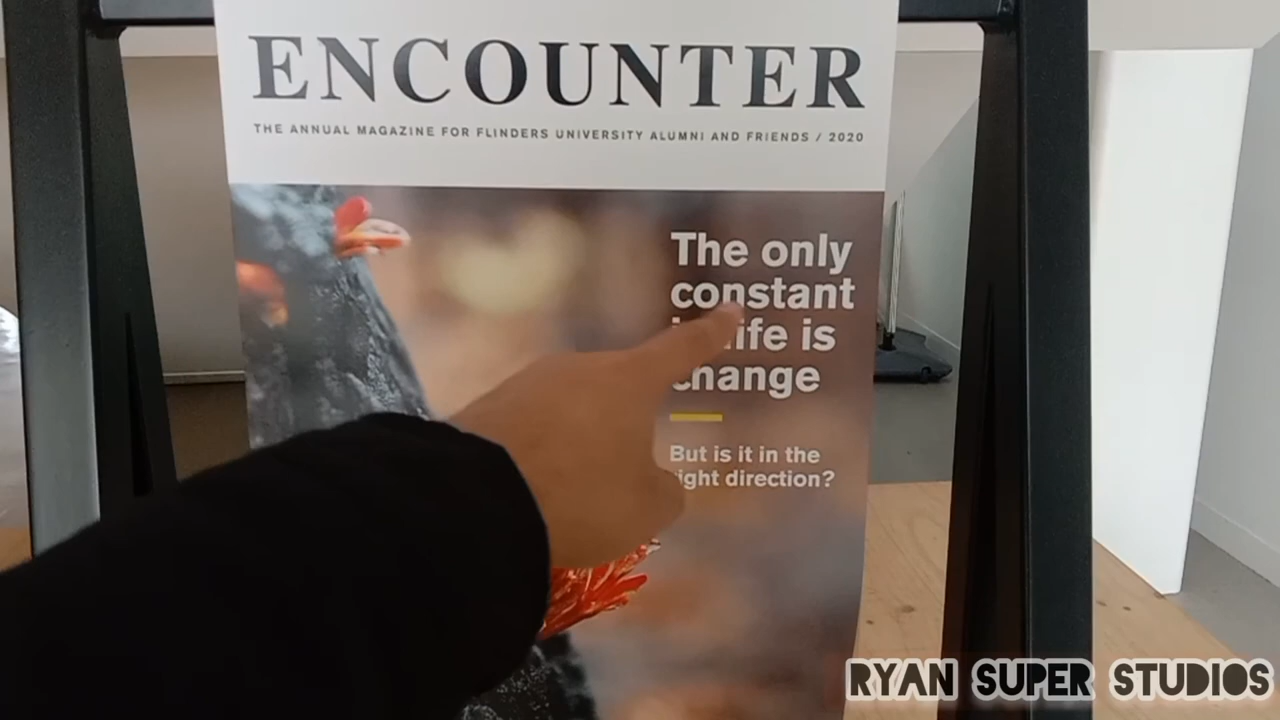 ENCOUNTER
THE ANNUAL MAGAZINE FOR FLINDERS UNIVERSITY ALUMNI AND FRIENDS / 2020
The only
constant
life is
change
But is it in the
right direction?
RYAN SUPER STUDIOS